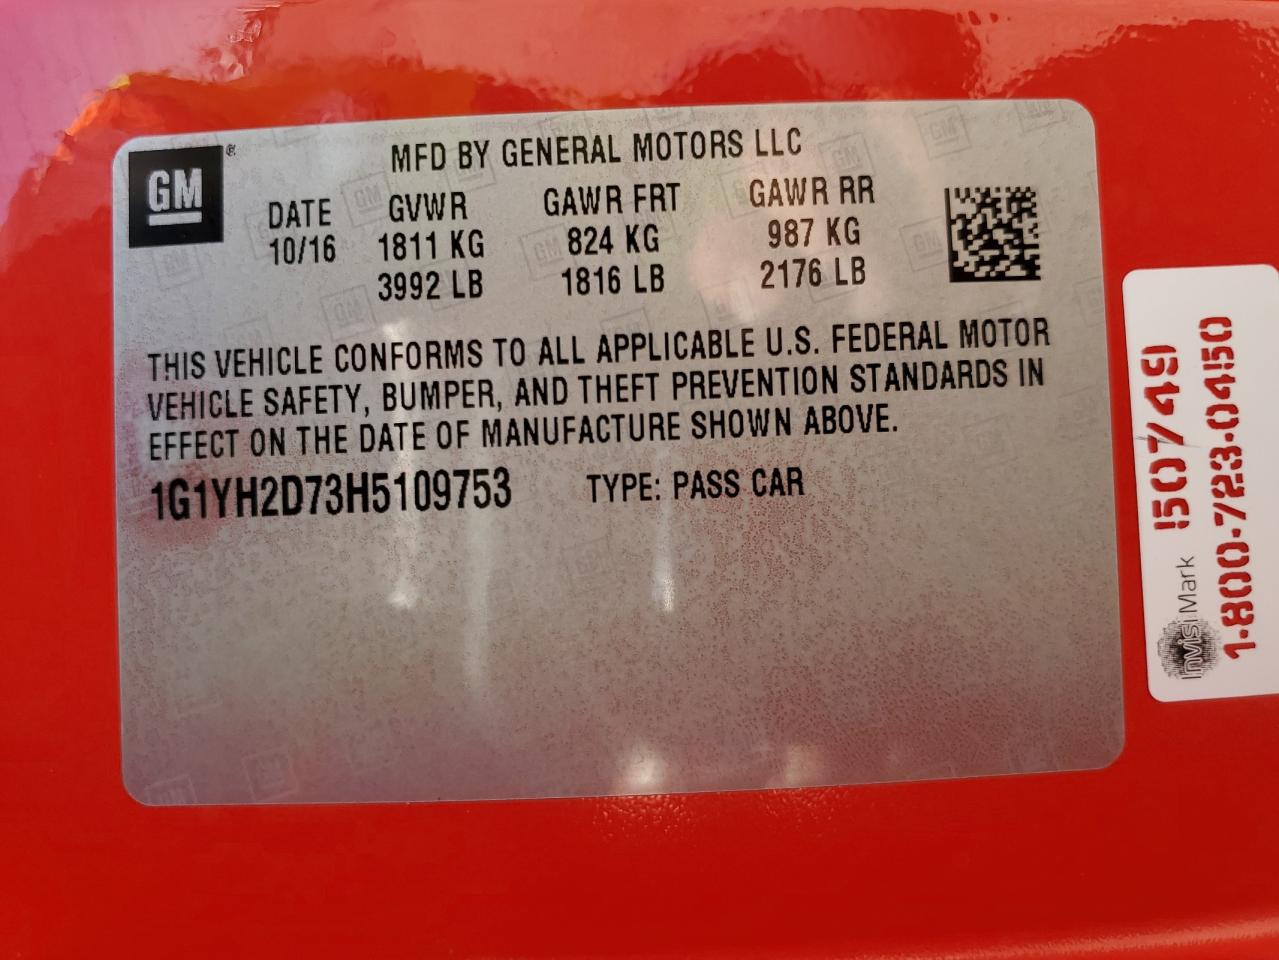 GM
MFD BY GENERAL MOTORS LLC
DATE GVWR GAWR FRT GAWR RR
10/16 1811 KG 824 KG 987 KG
3992 LB 1816 LB 2176 LB
THIS VEHICLE CONFORMS TO ALL APPLICABLE U.S. FEDERAL MOTOR
VEHICLE SAFETY, BUMPER, AND THEFT PREVENTION STANDARDS IN
EFFECT ON THE DATE OF MANUFACTURE SHOWN ABOVE.
1G1YH2D73H5109753 TYPE: PASS CAR
InvisiMark 150749
1-800-723-0450